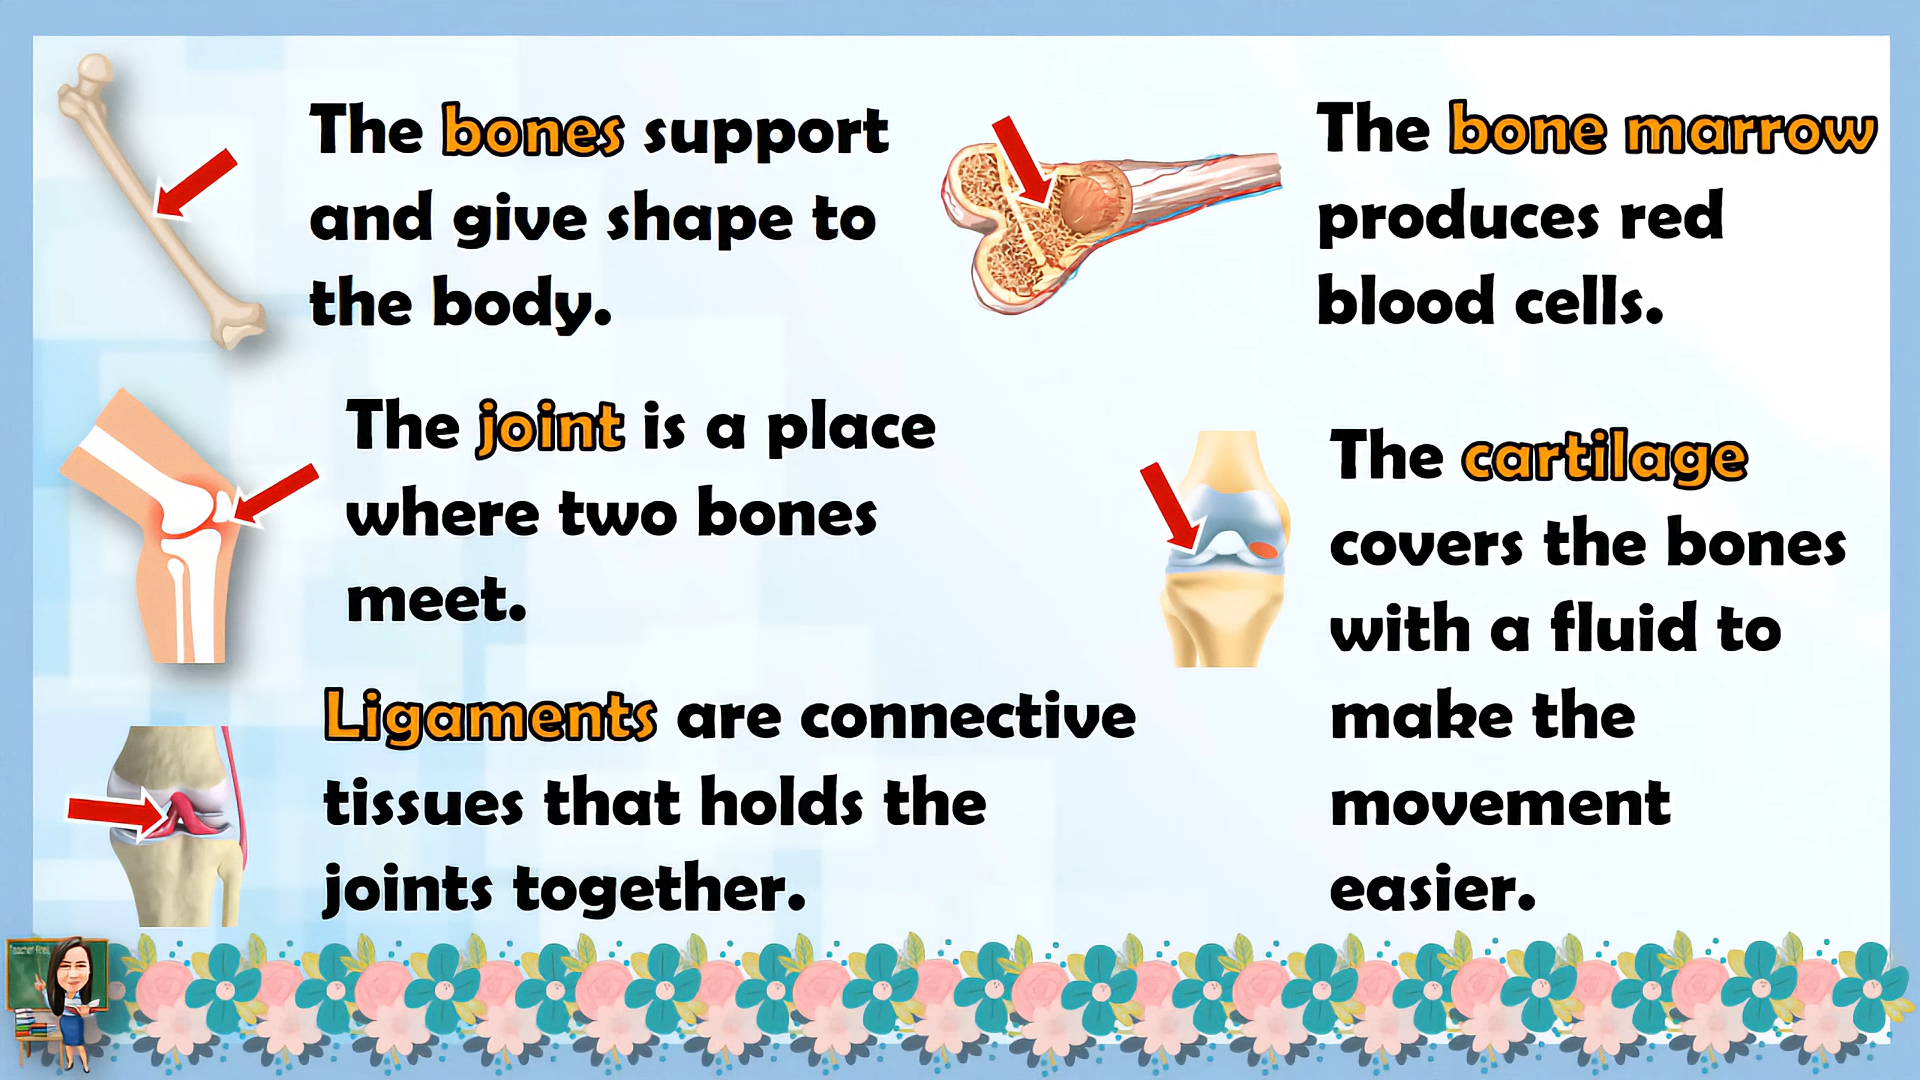 The bones support
and give shape to
the body.
The bone marrow
produces red
blood cells.
The joint is a place
where two bones
meet.
The cartilage
covers the bones
with a fluid to
make the
movement
easier.
Ligaments are connective
tissues that holds the
joints together.